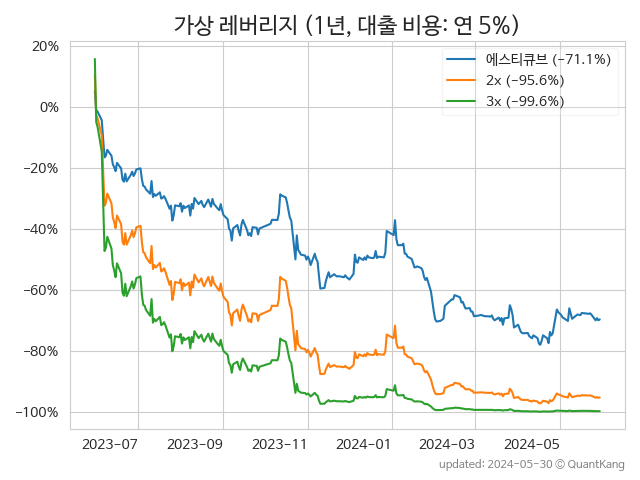 가상 레버리지 (1년, 대출 비용: 연 5%)
에스티큐브 (−71.1%)
2x (−95.6%)
3x (−99.6%)
20%
0%
−20%
−40%
−60%
−80%
−100%
2023-07 2023-09 2023-11 2024-01 2024-03 2024-05
updated: 2024-05-30 © QuantKang